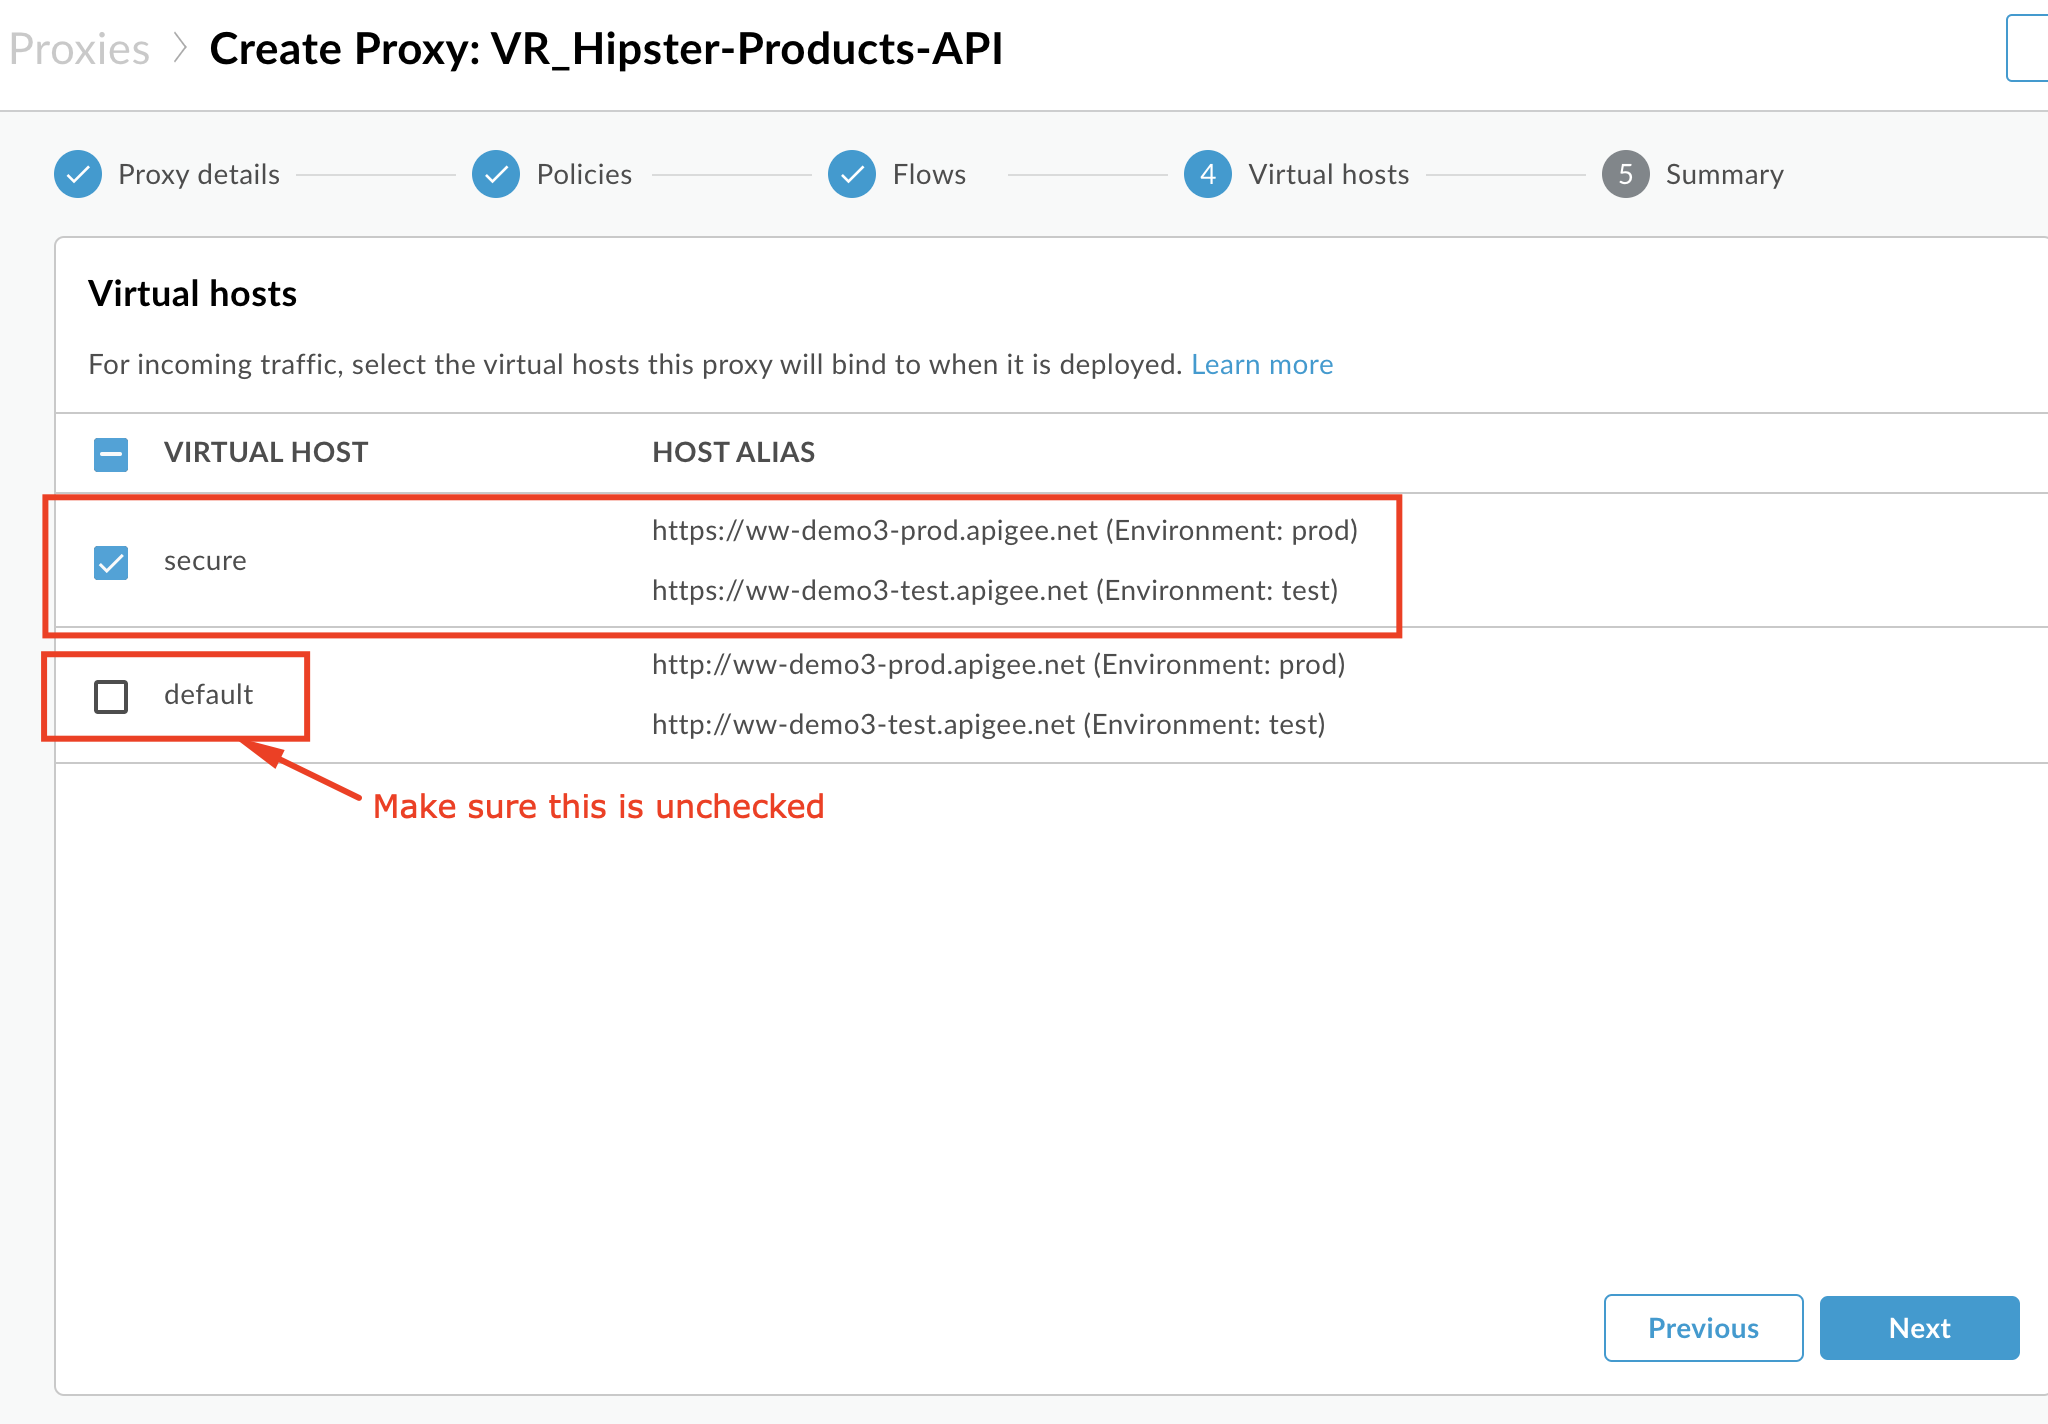 Proxies > Create Proxy: VR_Hipster-Products-API
Proxy details
Policies
Flows
4 Virtual hosts
5 Summary
Virtual hosts
For incoming traffic, select the virtual hosts this proxy will bind to when it is deployed. Learn more
VIRTUAL HOST HOST ALIAS
https://ww-demo3-prod.apigee.net (Environment: prod)
secure
https://ww-demo3-test.apigee.net (Environment: test)
http://ww-demo3-prod.apigee.net (Environment: prod)
default
http://ww-demo3-test.apigee.net (Environment: test)
Make sure this is unchecked
Previous
Next